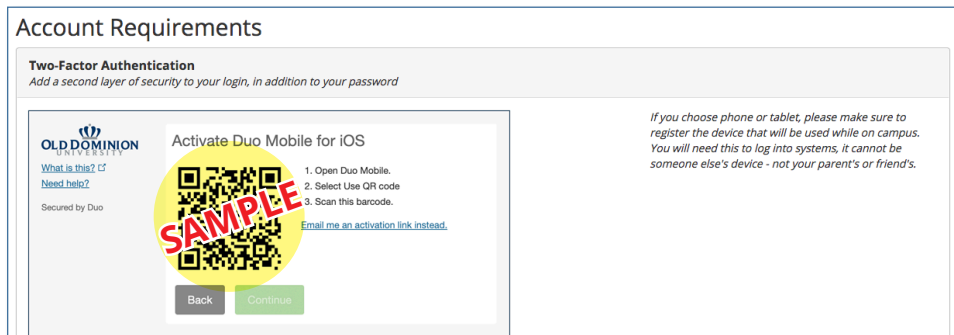 Account Requirements
Two-Factor Authentication
Add a second layer of security to your login, in addition to your password
OLD DOMINION
UNIVERSITY
What is this?
Need help?
Secured by Duo
Activate Duo Mobile for iOS
1. Open Duo Mobile.
2. Select Use QR code
3. Scan this barcode.
Email me an activation link instead.
SAMPLE
Back
Continue
If you choose phone or tablet, please make sure to
register the device that will be used while on campus.
You will need this to log into systems, it cannot be
someone else's device - not your parent's or friend's.